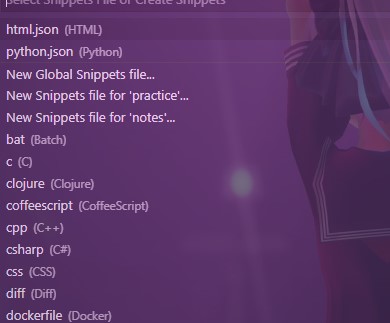 Select Snippets File or Create Snippets
html.json (HTML)
python.json (Python)
New Global Snippets file...
New Snippets file for 'practice'...
New Snippets file for 'notes'...
bat (Batch)
c (C)
clojure (Clojure)
coffeescript (CoffeeScript)
cpp (C++)
csharp (C#)
css (CSS)
diff (Diff)
dockerfile (Docker)